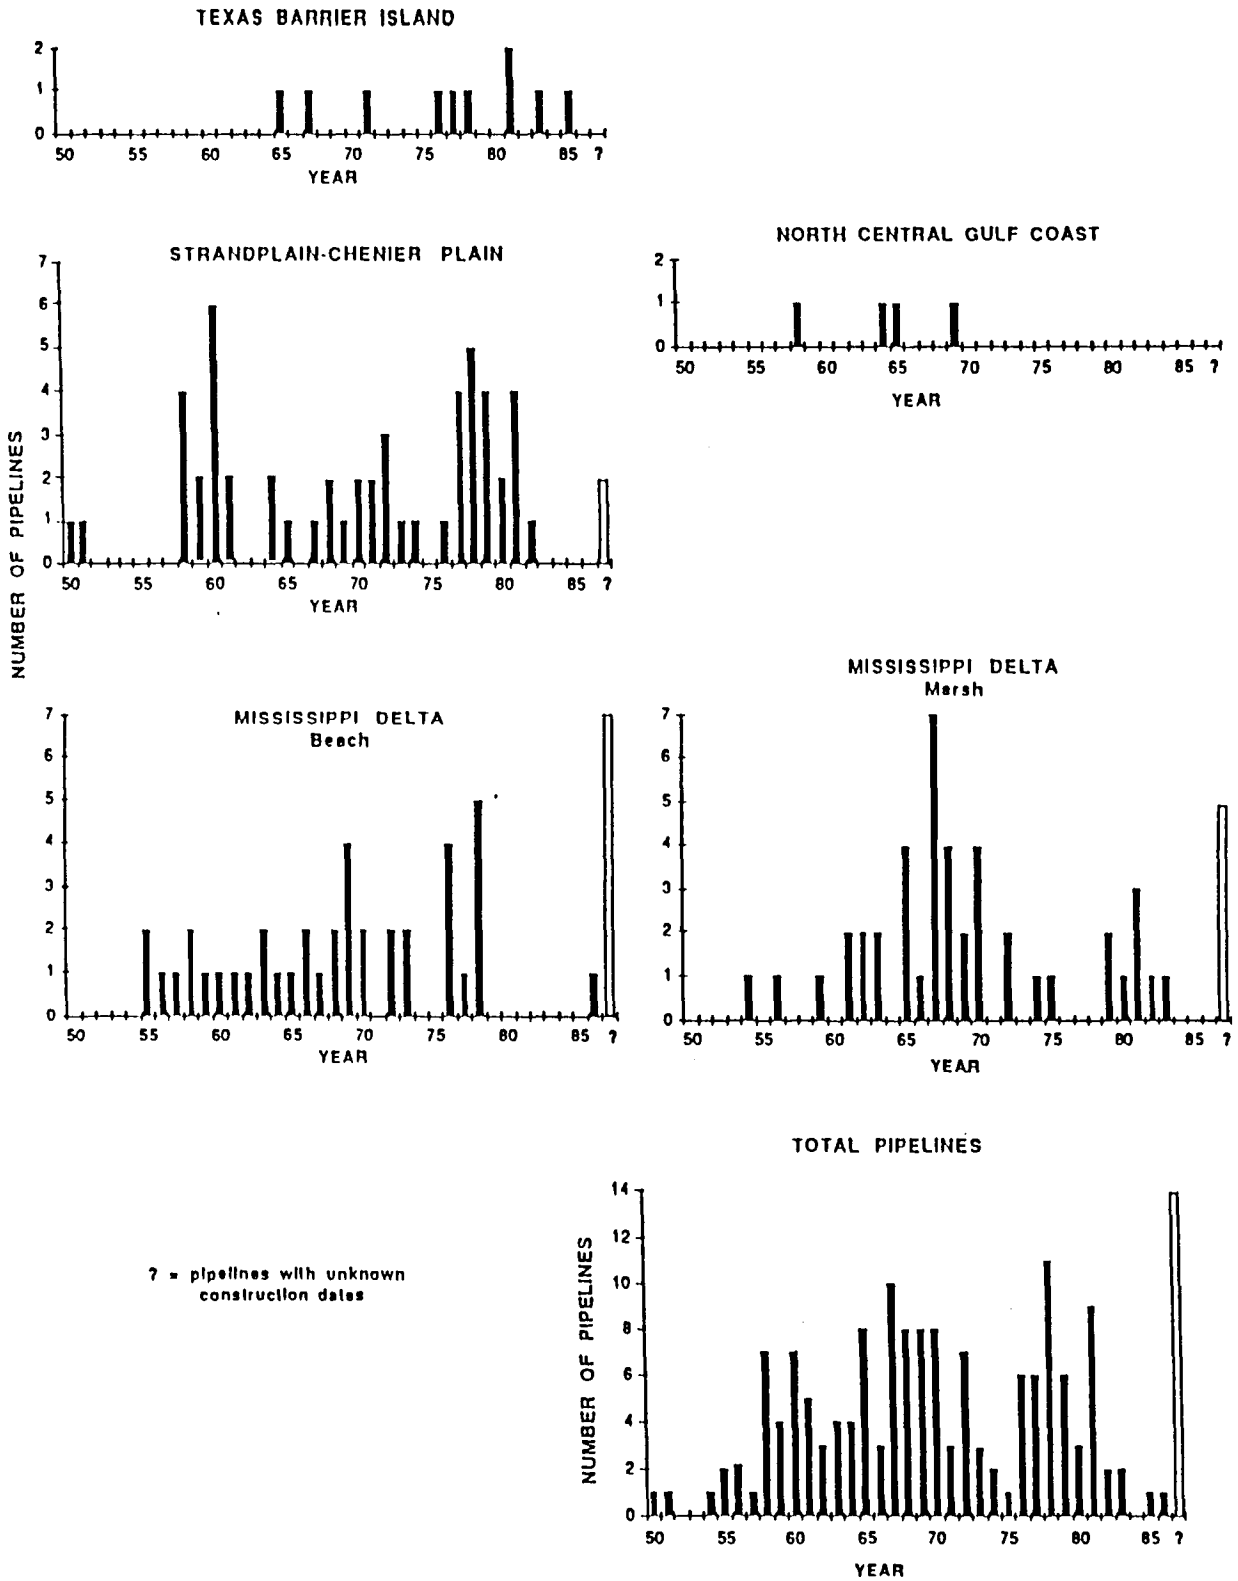 TEXAS BARRIER ISLAND
2
1
0
50 60 65 70 75 80 85 ?
YEAR
STRANDPLAIN-CHENIER PLAIN
7
6
5
4
3
2
1
0
50 55 60 65 70 75 80 85 ?
YEAR
NORTH CENTRAL GULF COAST
2
1
0
50 55 60 65 70 75 80 85 ?
YEAR
NUMBER OF PIPELINES
MISSISSIPPI DELTA
Beach
7
6
5
4
3
2
1
0
50 55 60 65 70 75 80 ?
YEAR
MISSISSIPPI DELTA
Marsh
7
6
5
4
3
2
1
0
50 55 60 65 70 75 80 85 ?
YEAR
? = pipelines with unknown
construction dates
TOTAL PIPELINES
NUMBER OF PIPELINES
14
12
10
8
6
4
2
0
50 55 60 65 70 75 80 85 ?
YEAR